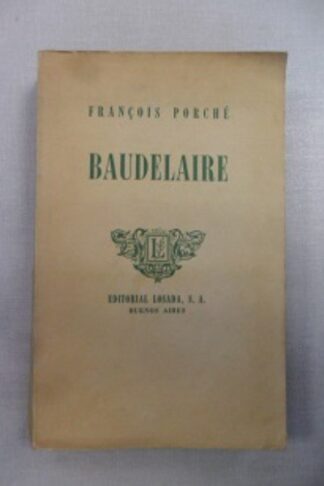 FRANÇOIS PORCHÉ
BAUDELAIRE
L
EDITORIAL LOSADA, S. A.
BUENOS AIRES